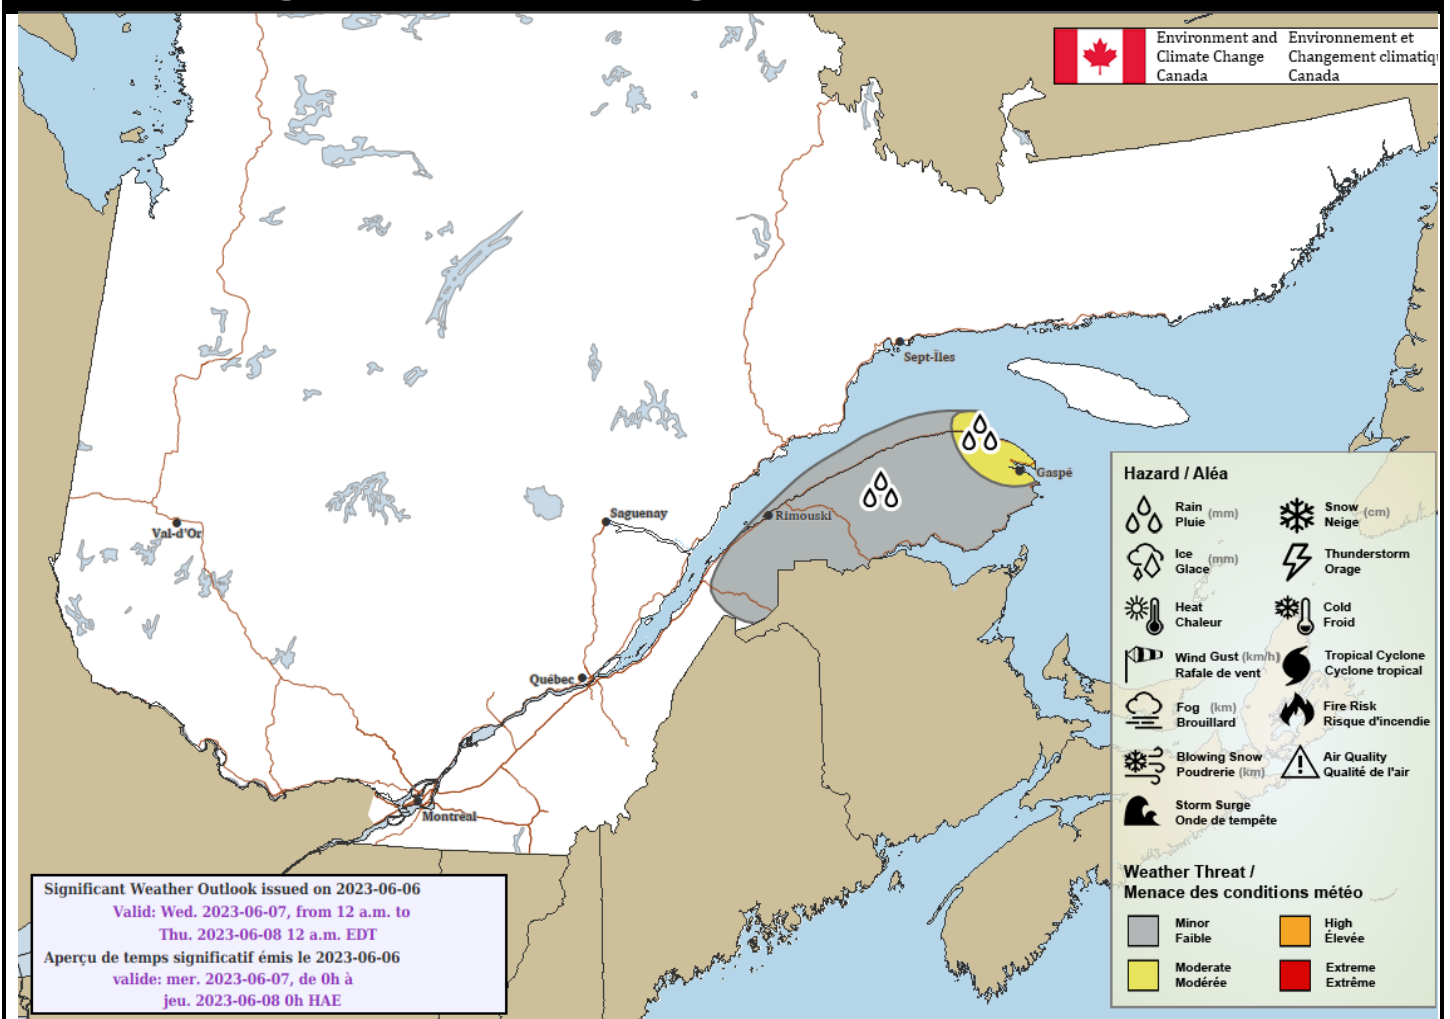 Environment and
Climate Change
Canada
Environnement et
Changement climatiq
Canada
Sept-Îles
Gaspé
Rimouski
Saguenay
Val-d'Or
Québec
Montréal
Hazard / Aléa
Rain
Pluie (mm)
Snow
Neige (cm)
Ice
Glace (mm)
Thunderstorm
Orage
Heat
Chaleur
Cold
Froid
Wind Gust (km/h)
Rafale de vent
Tropical Cyclone
Cyclone tropical
Fog (km)
Brouillard
Fire Risk
Risque d'incendie
Blowing Snow
Poudrerie (km)
Air Quality
Qualité de l'air
Storm Surge
Onde de tempête
Weather Threat /
Menace des conditions météo
Minor
Faible
High
Élevée
Moderate
Modérée
Extreme
Extrême
Significant Weather Outlook issued on 2023-06-06
Valid: Wed. 2023-06-07, from 12 a.m. to
Thu. 2023-06-08 12 a.m. EDT
Aperçu de temps significatif émis le 2023-06-06
valide: mer. 2023-06-07, de 0h à
jeu. 2023-06-08 0h HAE